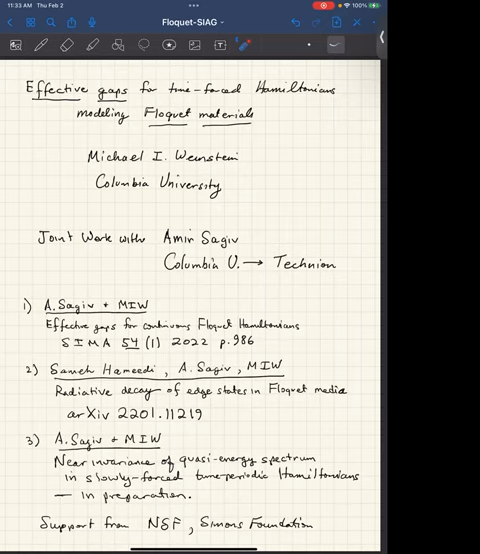 11:33 AM Thu Feb 2
100%
Floquet-SIAG
Effective gaps for time-forced Hamiltonians
modeling Floquet materials
Michael I. Weinstein
Columbia University
Joint Work with Amir Sagiv
Columbia U. → Technion
1) A. Sagiv + MIW
Effective gaps for continuous Floquet Hamiltonians
SIMA 54 (1) 2022 p. 986
2) Sameh Hameedi, A. Sagiv, MIW
Radiative decay of edge states in Floquet media
arXiv 2201.11219
3) A. Sagiv + MIW
Near invariance of quasi-energy spectrum
in slowly-forced time-periodic Hamiltonians
— in preparation.
Support from NSF, Simons Foundation